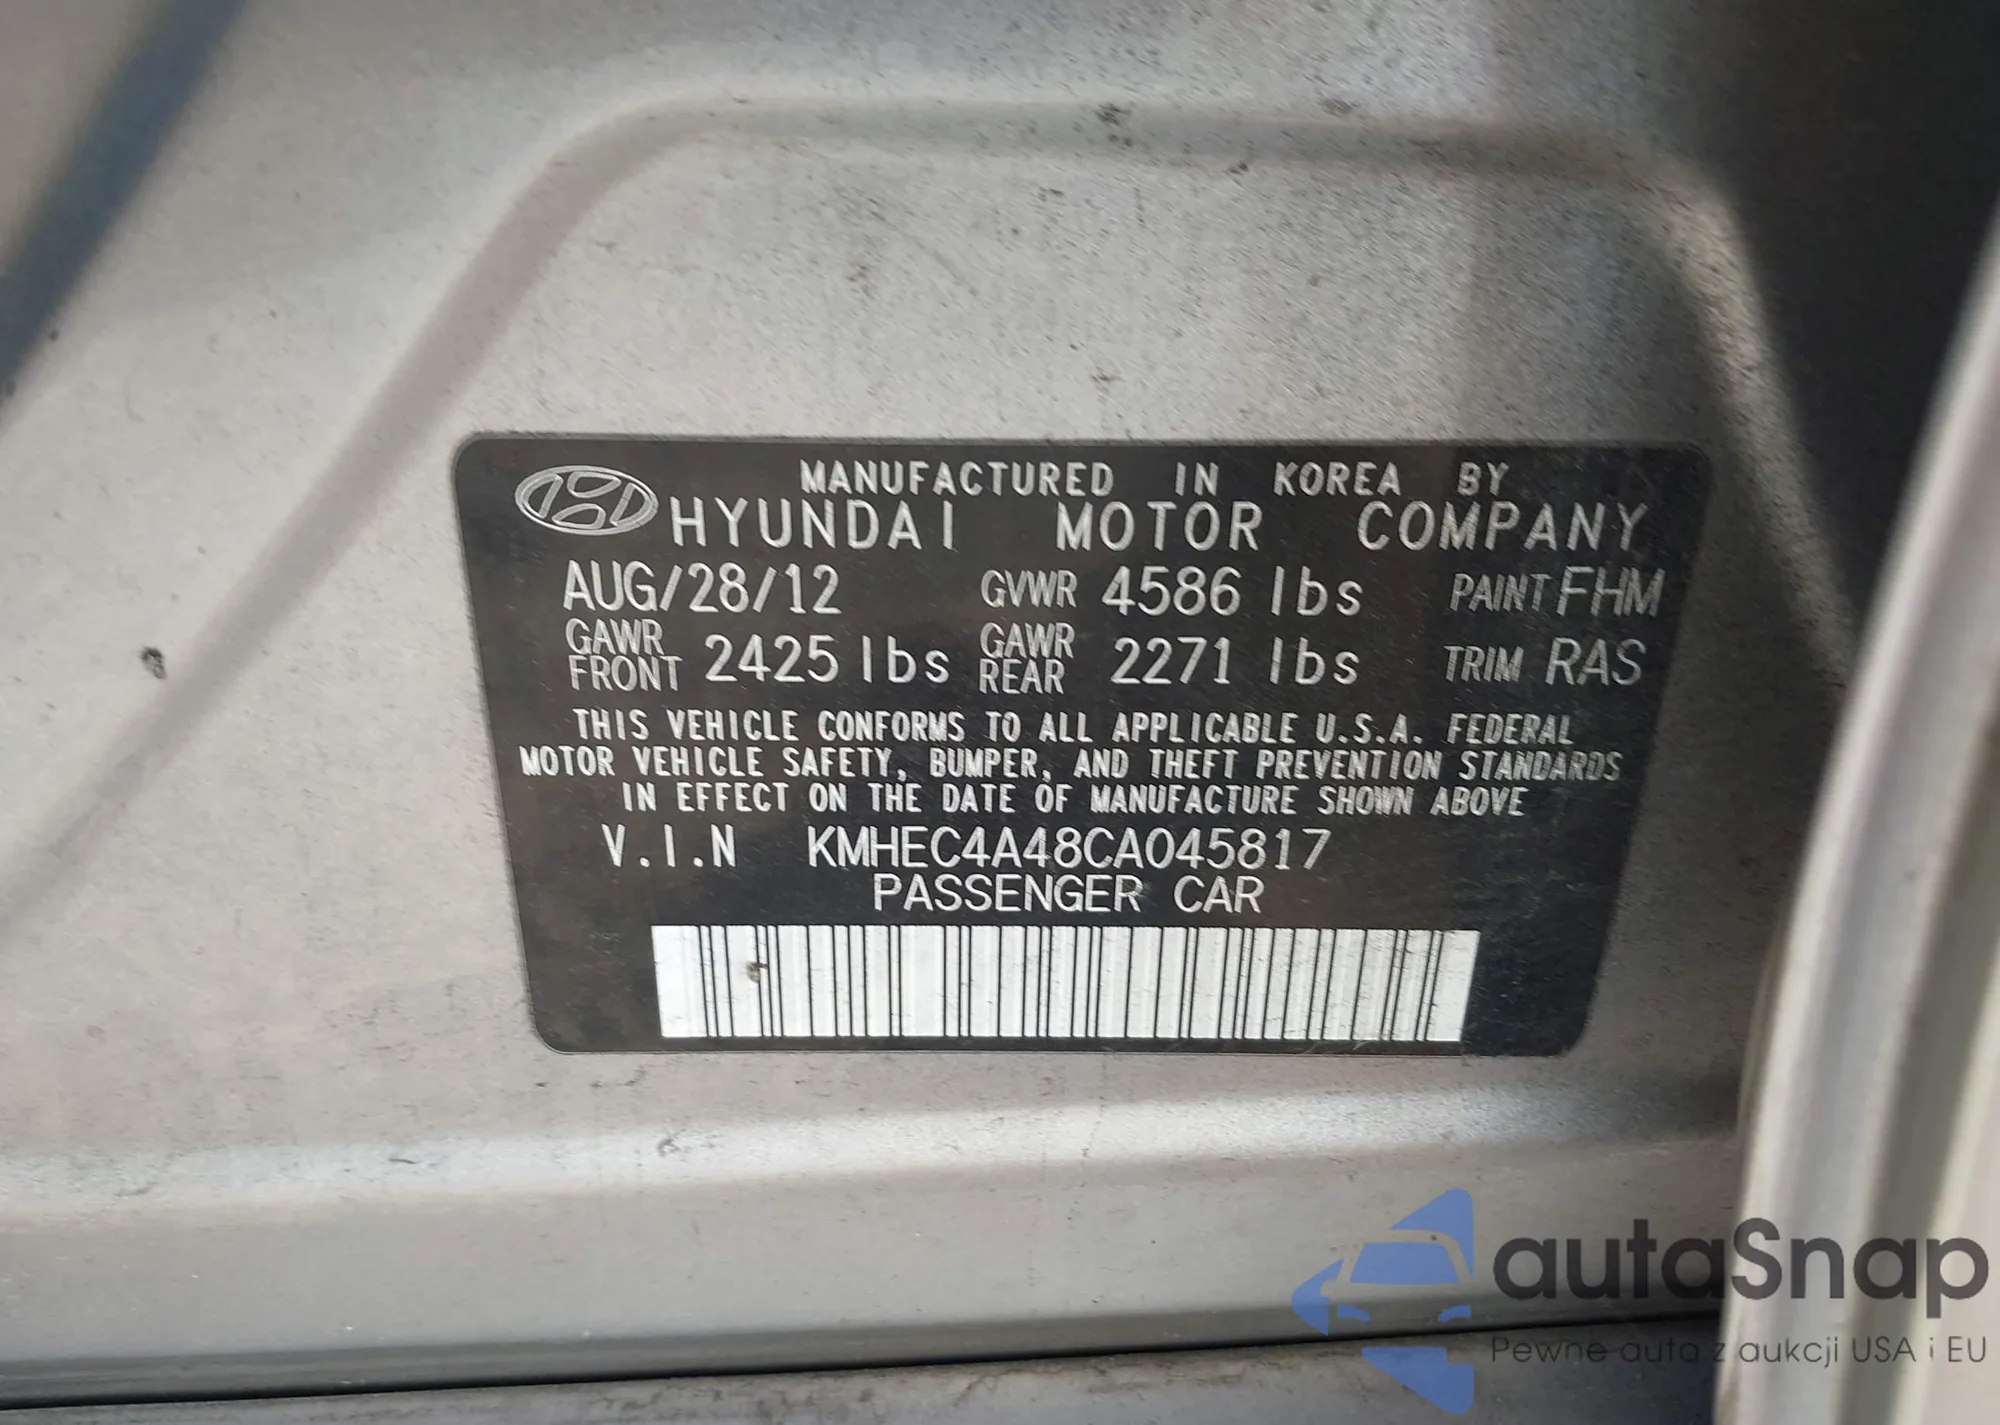 MANUFACTURED IN KOREA BY
HYUNDAI MOTOR COMPANY
AUG/28/12 GVWR 4586 lbs PAINT FHM
GAWR FRONT 2425 lbs GAWR REAR 2271 lbs TRIM RAS
THIS VEHICLE CONFORMS TO ALL APPLICABLE U.S.A. FEDERAL
MOTOR VEHICLE SAFETY, BUMPER, AND THEFT PREVENTION STANDARDS
IN EFFECT ON THE DATE OF MANUFACTURE SHOWN ABOVE
V.I.N KMHEC4A48CA045817
PASSENGER CAR
autaSnap
Pewne auta z aukcji USA i EU